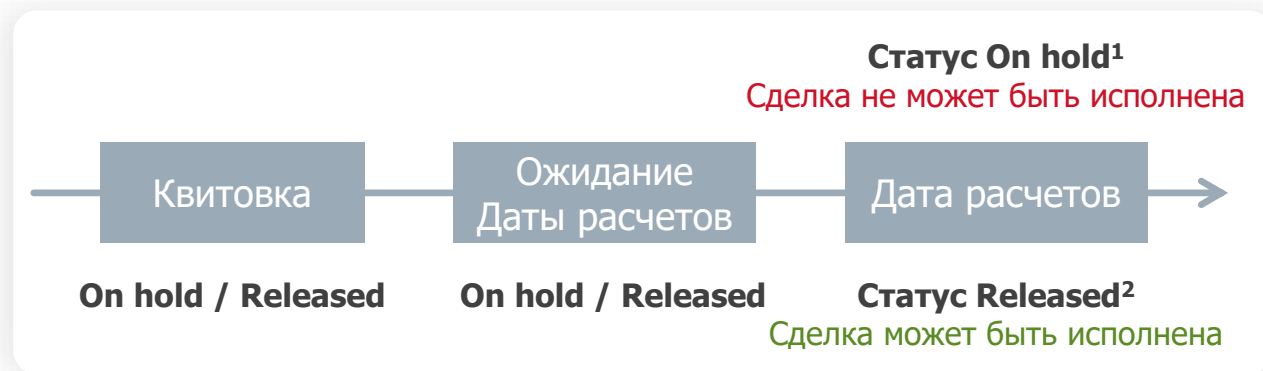 Статус On hold¹
Сделка не может быть исполнена
Квитовка
Ожидание
Даты расчетов
Дата расчетов
On hold / Released
On hold / Released
Статус Released²
Сделка может быть исполнена